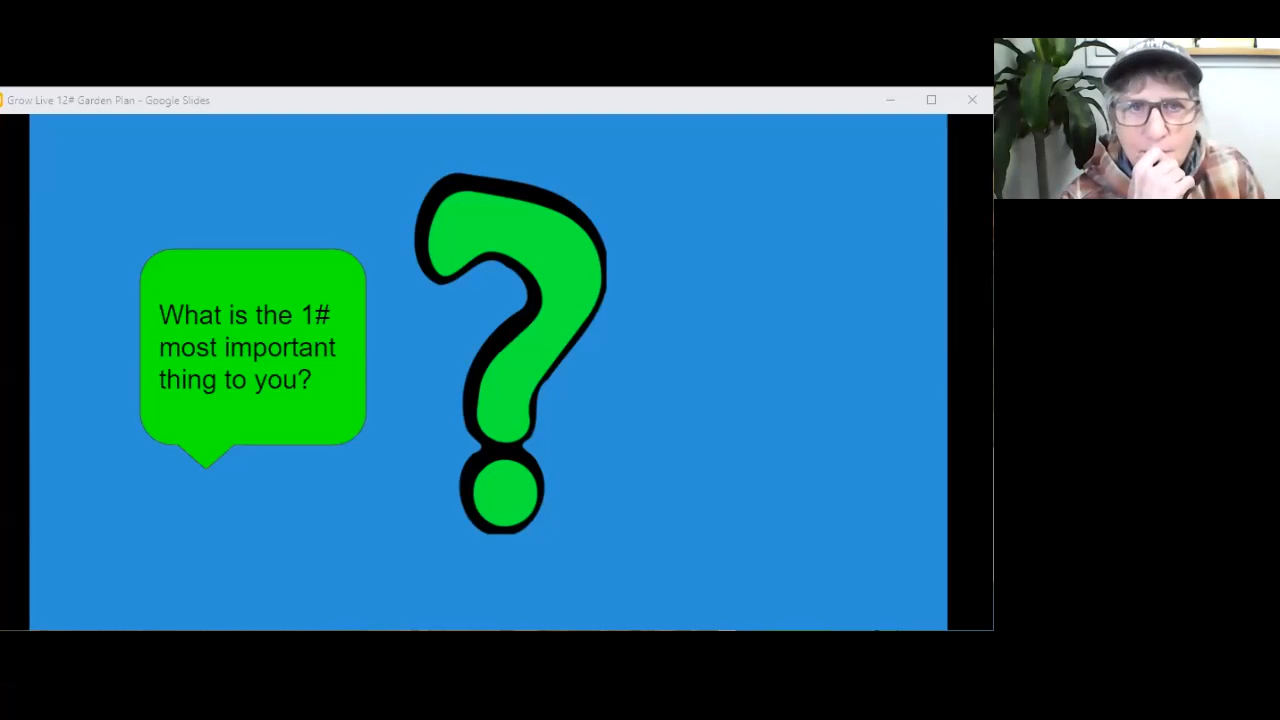 Grow Live 12# Garden Plan - Google Slides
What is the 1#
most important
thing to you?